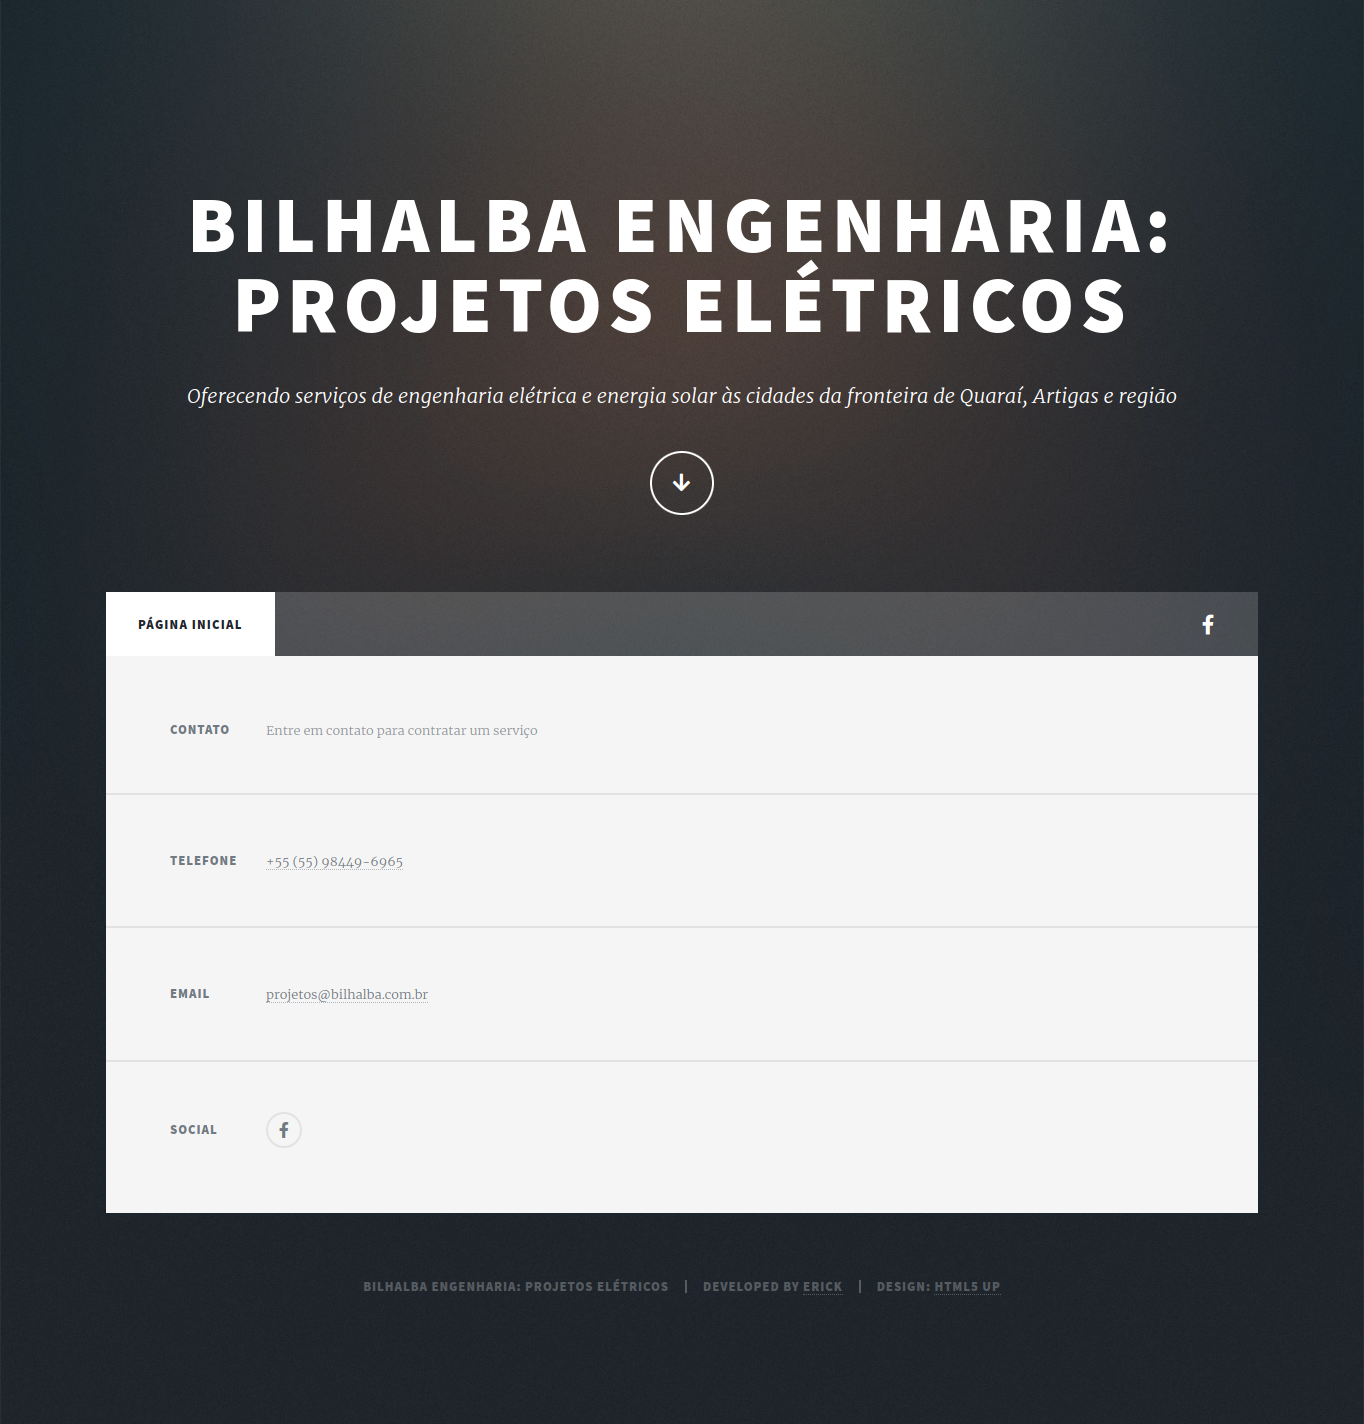 BILHALBA ENGENHARIA:
PROJETOS ELÉTRICOS
Oferecendo serviços de engenharia elétrica e energia solar às cidades da fronteira de Quaraí, Artigas e região
PÁGINA INICIAL
CONTATO Entre em contato para contratar um serviço
TELEFONE +55 (55) 98449-6965
EMAIL projetos@bilhalba.com.br
SOCIAL
BILHALBA ENGENHARIA: PROJETOS ELÉTRICOS | DEVELOPED BY ERICK | DESIGN: HTML5 UP